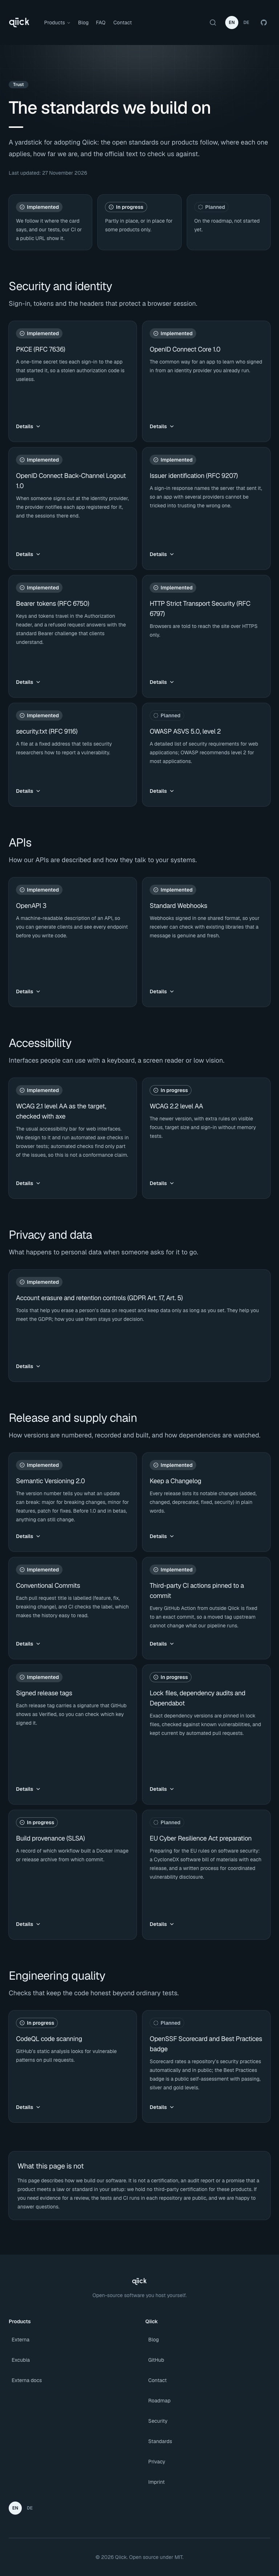 qlick
Products
Blog
FAQ
Contact
EN
DE
Trust
The standards we build on
A yardstick for adopting Qlick: the open standards our products follow, where each one
applies, how far we are, and the official text to check us against.
Last updated: 27 November 2026
Implemented
We follow it where the card
says, and our tests, our CI or
a public URL show it.
In progress
Partly in place, or in place for
some products only.
Planned
On the roadmap, not started
yet.
Security and identity
Sign-in, tokens and the headers that protect a browser session.
Implemented
PKCE (RFC 7636)
A one-time secret ties each sign-in to the app
that started it, so a stolen authorization code is
useless.
Details
Implemented
OpenID Connect Core 1.0
The common way for an app to learn who signed
in from an identity provider you already run.
Details
Implemented
OpenID Connect Back-Channel Logout
1.0
When someone signs out at the identity provider,
the provider notifies each app registered for it,
and the sessions there end.
Details
Implemented
Issuer identification (RFC 9207)
A sign-in response names the server that sent it,
so an app with several providers cannot be
tricked into trusting the wrong one.
Details
Implemented
Bearer tokens (RFC 6750)
Keys and tokens travel in the Authorization
header, and a refused request answers with the
standard Bearer challenge that clients
understand.
Details
Implemented
HTTP Strict Transport Security (RFC
6797)
Browsers are told to reach the site over HTTPS
only.
Details
Implemented
security.txt (RFC 9116)
A file at a fixed address that tells security
researchers how to report a vulnerability.
Details
Planned
OWASP ASVS 5.0, level 2
A detailed list of security requirements for web
applications; OWASP recommends level 2 for
most applications.
Details
APIs
How our APIs are described and how they talk to your systems.
Implemented
OpenAPI 3
A machine-readable description of an API, so
you can generate clients and see every endpoint
before you write code.
Details
Implemented
Standard Webhooks
Webhooks signed in one shared format, so your
receiver can check with existing libraries that a
message is genuine and fresh.
Details
Accessibility
Interfaces people can use with a keyboard, a screen reader or low vision.
Implemented
WCAG 2.1 level AA as the target,
checked with axe
The usual accessibility bar for web interfaces.
We design to it and run automated axe checks in
browser tests; automated checks find only part
of the issues, so this is not a conformance claim.
Details
In progress
WCAG 2.2 level AA
The newer version, with extra rules on visible
focus, target size and sign-in without memory
tests.
Details
Privacy and data
What happens to personal data when someone asks for it to go.
Implemented
Account erasure and retention controls (GDPR Art. 17, Art. 5)
Tools that help you erase a person's data on request and keep data only as long as you set. They help you
meet the GDPR; how you use them stays your decision.
Details
Release and supply chain
How versions are numbered, recorded and built, and how dependencies are watched.
Implemented
Semantic Versioning 2.0
The version number tells you what an update
can break: major for breaking changes, minor for
features, patch for fixes. Before 1.0 and in betas,
anything can still change.
Details
Implemented
Keep a Changelog
Every release lists its notable changes (added,
changed, deprecated, fixed, security) in plain
words.
Details
Implemented
Conventional Commits
Each pull request title is labelled (feature, fix,
breaking change), and CI checks the label, which
makes the history easy to read.
Details
Implemented
Third-party CI actions pinned to a
commit
Every GitHub Action from outside Qlick is fixed
to an exact commit, so a moved tag upstream
cannot change what our pipeline runs.
Details
Implemented
Signed release tags
Each release tag carries a signature that GitHub
shows as Verified, so you can check which key
signed it.
Details
In progress
Lock files, dependency audits and
Dependabot
Exact dependency versions are pinned in lock
files, checked against known vulnerabilities, and
kept current by automated pull requests.
Details
In progress
Build provenance (SLSA)
A record of which workflow built a Docker image
or release archive from which commit.
Details
Planned
EU Cyber Resilience Act preparation
Preparing for the EU rules on software security:
a CycloneDX software bill of materials with each
release, and a written process for coordinated
vulnerability disclosure.
Details
Engineering quality
Checks that keep the code honest beyond ordinary tests.
In progress
CodeQL code scanning
GitHub's static analysis looks for vulnerable
patterns on pull requests.
Details
Planned
OpenSSF Scorecard and the Best Practices
badge
Scorecard rates a repository's security practices
automatically and in public; the Best Practices
badge is a public self-assessment with passing,
silver and gold levels.
Details
What this page is not
This page describes how we build our software. It is not a certification, an audit report or a promise that a
product meets a law or standard in your setup: we hold no third-party certification for these products. If
you need evidence for a review, the tests and CI runs in each repository are public, and we are happy to
answer questions.
qlick
Open-source software you host yourself.
Products
Externa
Excubia
Externa docs
Qlick
Blog
GitHub
Contact
Roadmap
Security
Standards
Privacy
Imprint
EN
DE
© 2026 Qlick. Open source under MIT.